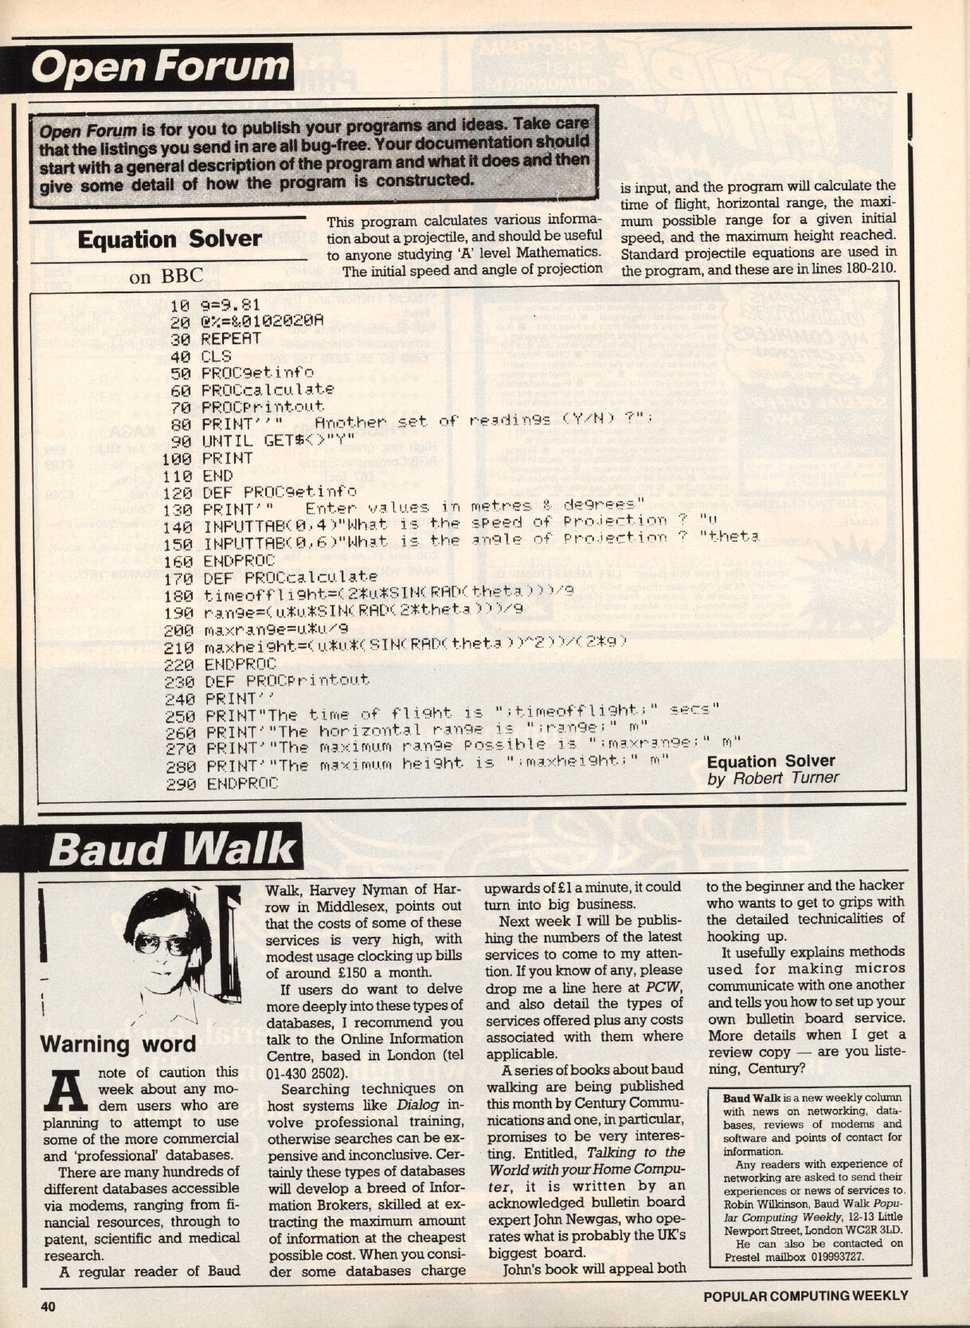 Open Forum
Open Forum is for you to publish your programs and ideas. Take care
that the listings you send in are all bug-free. Your documentation should
start with a general description of the program and what it does and then
give some detail of how the program is constructed.
Equation Solver
on BBC
This program calculates various informa-
tion about a projectile, and should be useful
to anyone studying 'A' level Mathematics.
The initial speed and angle of projection
is input, and the program will calculate the
time of flight, horizontal range, the maxi-
mum possible range for a given initial
speed, and the maximum height reached.
Standard projectile equations are used in
the program, and these are in lines 180-210.
10 g=9.81
20 @%=&0102020A
30 REPEAT
40 CLS
50 PROCgetinfo
60 PROCcalculate
70 PROCprintout
80 PRINT''"   Another set of readings (Y/N) ?";
90 UNTIL GET$<>"Y"
100 PRINT
110 END
120 DEF PROCgetinfo
130 PRINT'"   Enter values in metres & degrees"
140 INPUTTAB(0,4)"What is the speed of projection ? "u
150 INPUTTAB(0,6)"What is the angle of projection ? "theta
160 ENDPROC
170 DEF PROCcalculate
180 timeofflight=(2*u*SIN(RAD(theta)))/g
190 range=(u*u*SIN(RAD(2*theta)))/g
200 maxrange=u*u/g
210 maxheight=(u*u*(SIN(RAD(theta))^2))/(2*g)
220 ENDPROC
230 DEF PROCprintout
240 PRINT''
250 PRINT"The time of flight is ";timeofflight;" secs"
260 PRINT'"The horizontal range is ";range;" m"
270 PRINT'"The maximum range possible is ";maxrange;" m"
280 PRINT'"The maximum height is ";maxheight;" m"
290 ENDPROC
Equation Solver
by Robert Turner
Baud Walk
Warning word
A note of caution this
week about any mo-
dem users who are
planning to attempt to use
some of the more commercial
and 'professional' databases.
There are many hundreds of
different databases accessible
via modems, ranging from fi-
nancial resources, through to
patent, scientific and medical
research.
A regular reader of Baud
Walk, Harvey Nyman of Har-
row in Middlesex, points out
that the costs of some of these
services is very high, with
modest usage clocking up bills
of around £150 a month.
If users do want to delve
more deeply into these types of
databases, I recommend you
talk to the Online Information
Centre, based in London (tel
01-430 2502).
Searching techniques on
host systems like Dialog in-
volve professional training,
otherwise searches can be ex-
pensive and inconclusive. Cer-
tainly these types of databases
will develop a breed of Infor-
mation Brokers, skilled at ex-
tracting the maximum amount
of information at the cheapest
possible cost. When you consi-
der some databases charge
upwards of £1 a minute, it could
turn into big business.
Next week I will be publis-
hing the numbers of the latest
services to come to my atten-
tion. If you know of any, please
drop me a line here at PCW,
and also detail the types of
services offered plus any costs
associated with them where
applicable.
A series of books about baud
walking are being published
this month by Century Commu-
nications and one, in particular,
promises to be very interes-
ting. Entitled, Talking to the
World with your Home Compu-
ter, it is written by an
acknowledged bulletin board
expert John Newgas, who ope-
rates what is probably the UK's
biggest board.
John's book will appeal both
to the beginner and the hacker
who wants to get to grips with
the detailed technicalities of
hooking up.
It usefully explains methods
used for making micros
communicate with one another
and tells you how to set up your
own bulletin board service.
More details when I get a
review copy — are you liste-
ning, Century?
Baud Walk is a new weekly column
with news on networking, data-
bases, reviews of modems and
software and points of contact for
information.
Any readers with experience of
networking are asked to send their
experiences or news of services to
Robin Wilkinson, Baud Walk Popu-
lar Computing Weekly, 12-13 Little
Newport Street, London WC2R 3LD.
He can also be contacted on
Prestel mailbox 019993727.
40
POPULAR COMPUTING WEEKLY